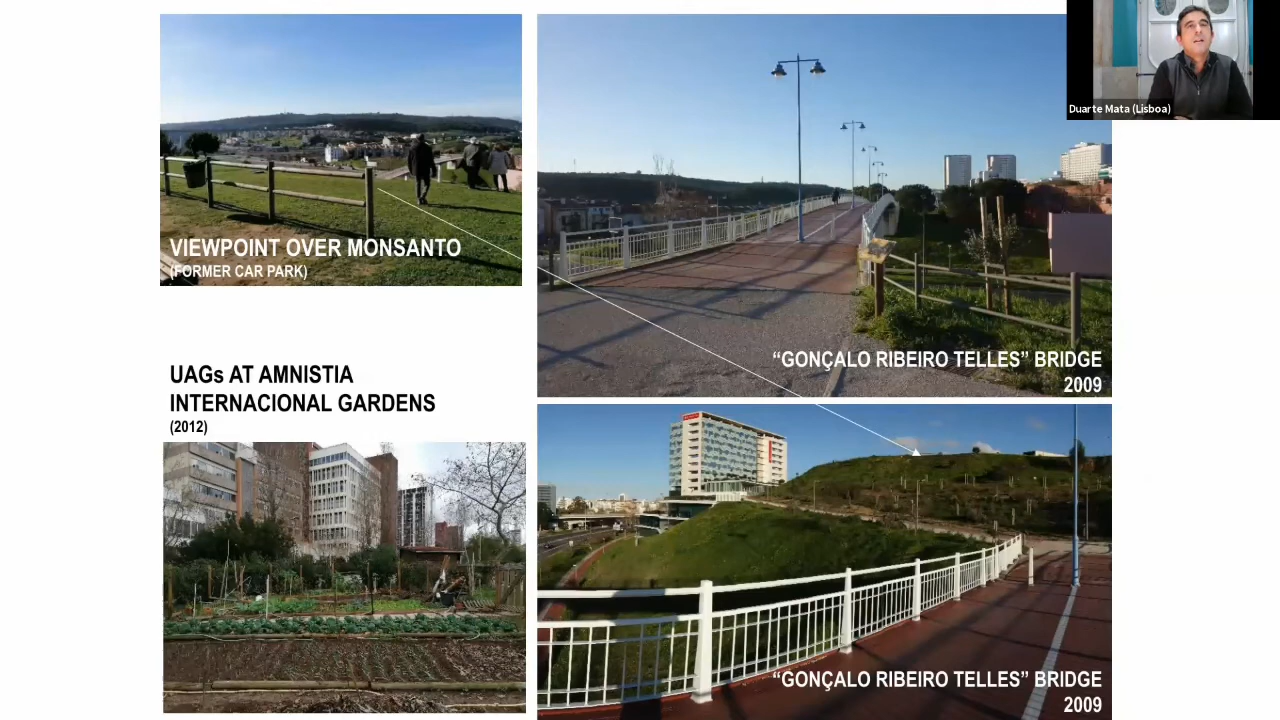 Duarte Mata (Lisboa)
VIEWPOINT OVER MONSANTO
(FORMER CAR PARK)
“GONÇALO RIBEIRO TELLES” BRIDGE
2009
UAGs AT AMNISTIA
INTERNACIONAL GARDENS
(2012)
“GONÇALO RIBEIRO TELLES” BRIDGE
2009